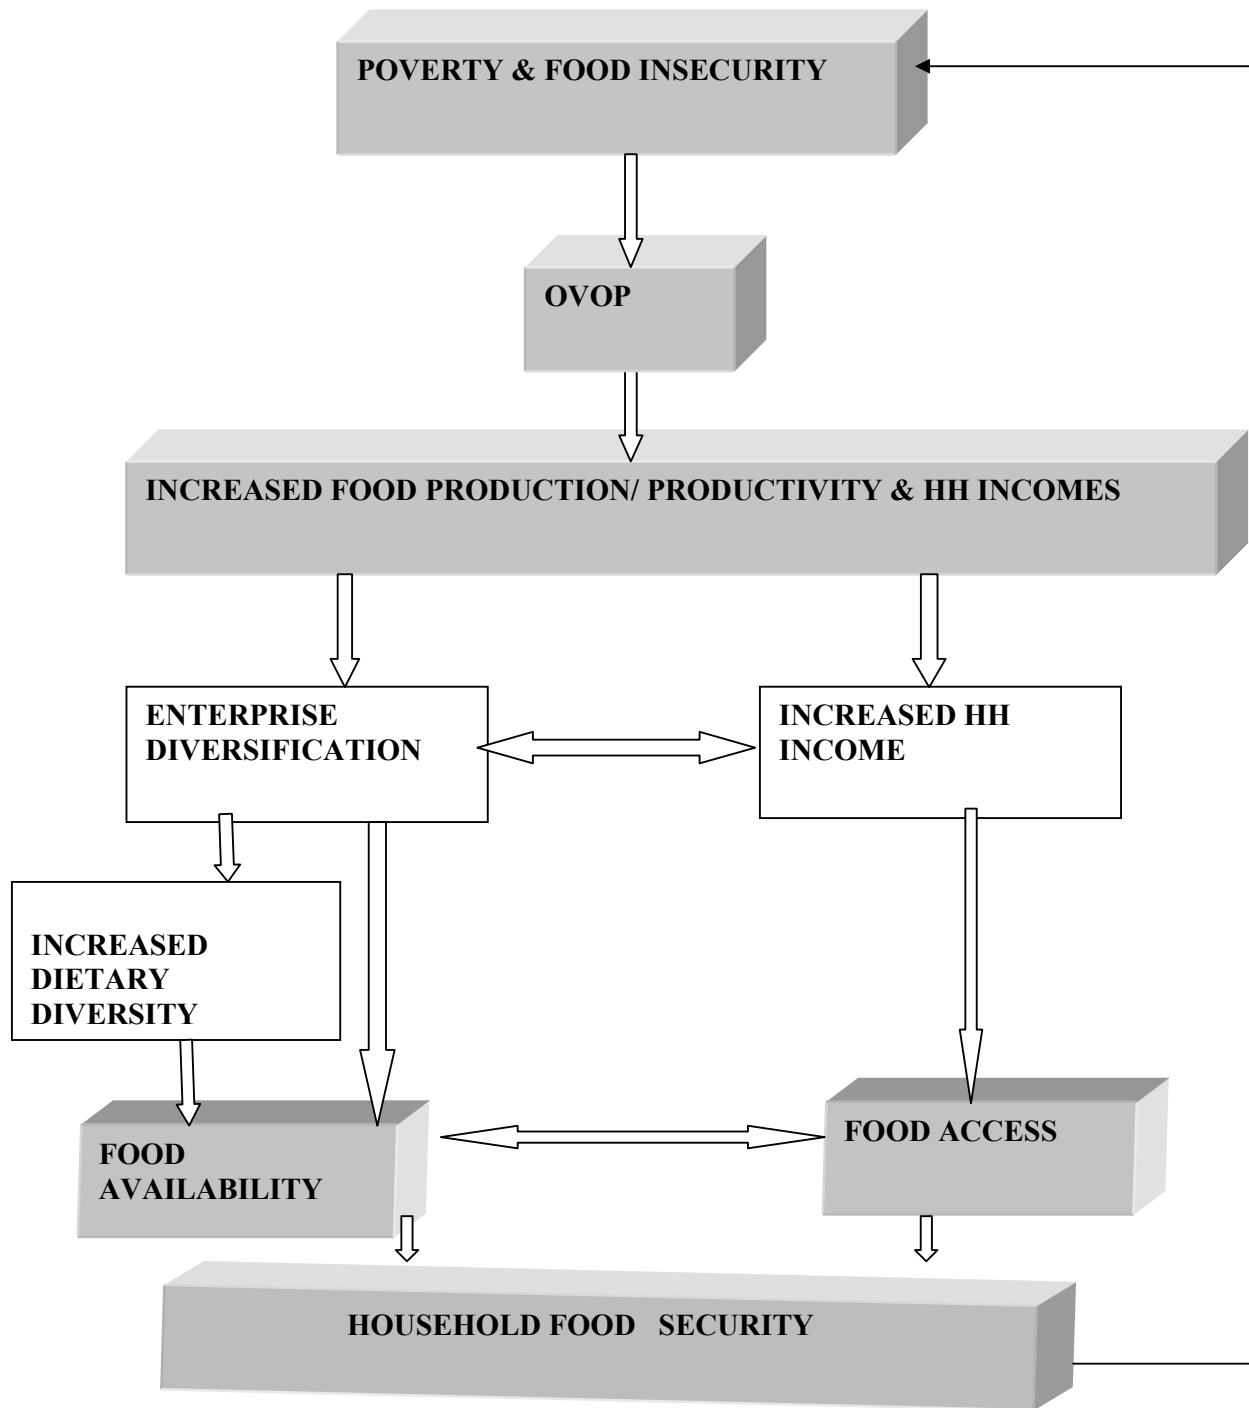 POVERTY & FOOD INSECURITY
OVOP
INCREASED FOOD PRODUCTION/ PRODUCTIVITY & HH INCOMES
ENTERPRISE
DIVERSIFICATION
INCREASED HH
INCOME
INCREASED
DIETARY
DIVERSITY
FOOD
AVAILABILITY
FOOD ACCESS
HOUSEHOLD FOOD SECURITY